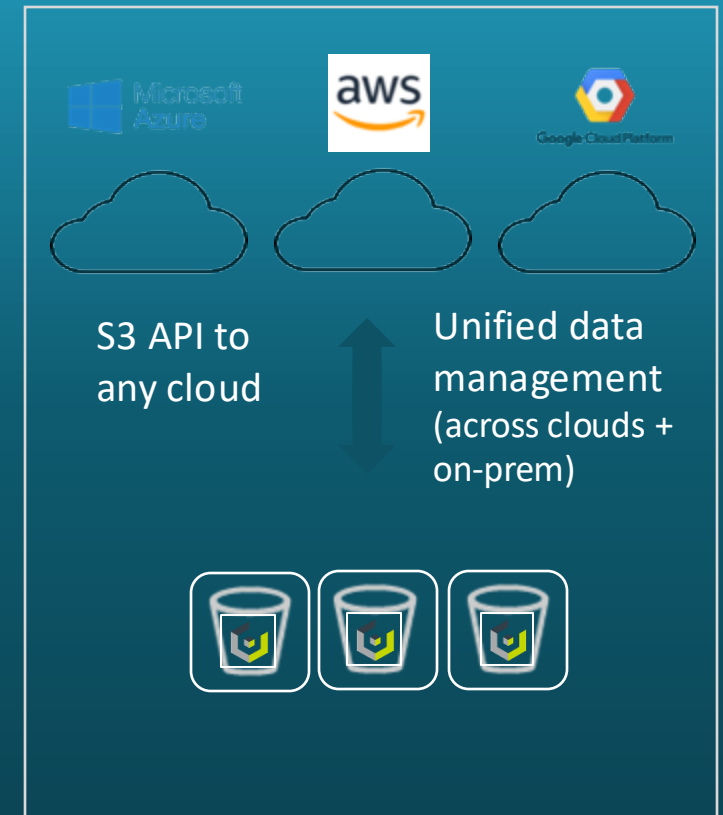 Microsoft
Azure
aws
Google Cloud Platform
S3 API to
any cloud
Unified data
management
(across clouds +
on-prem)